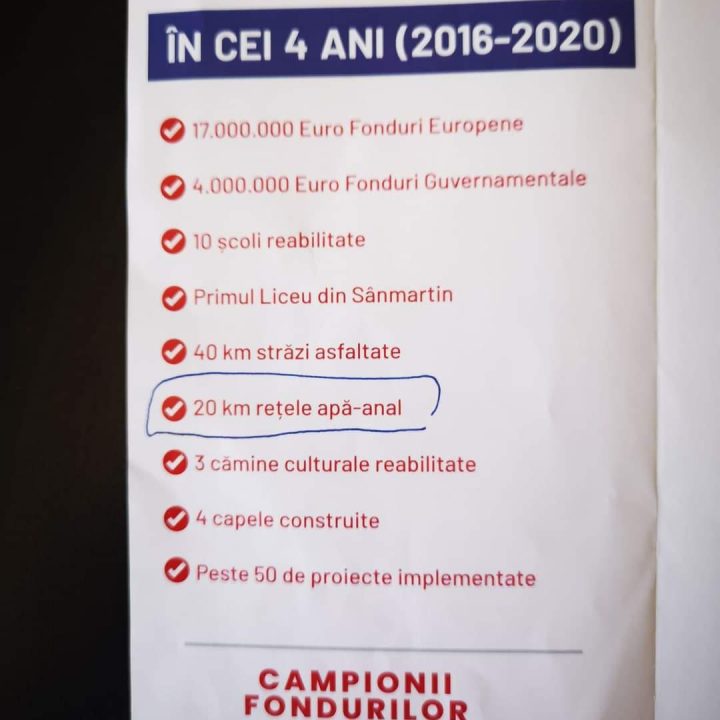 ÎN CEI 4 ANI (2016-2020)
17.000.000 Euro Fonduri Europene
4.000.000 Euro Fonduri Guvernamentale
10 școli reabilitate
Primul Liceu din Sânmartin
40 km străzi asfaltate
20 km rețele apă-anal
3 cămine culturale reabilitate
4 capele construite
Peste 50 de proiecte implementate
CAMPIONII
FONDURILOR